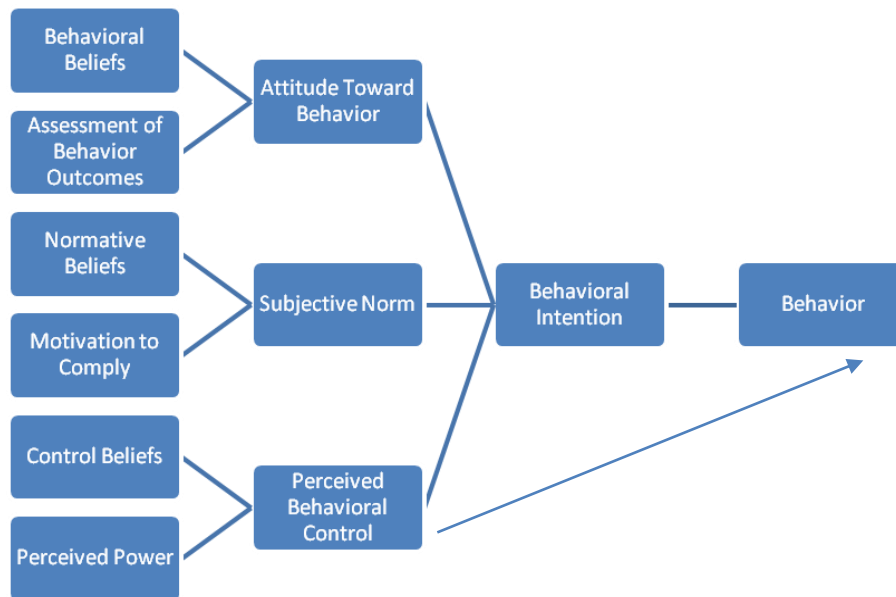 Behavioral
Beliefs
Assessment of
Behavior
Outcomes
Attitude Toward
Behavior
Normative
Beliefs
Motivation to
Comply
Subjective Norm
Control Beliefs
Perceived Power
Perceived
Behavioral
Control
Behavioral
Intention
Behavior